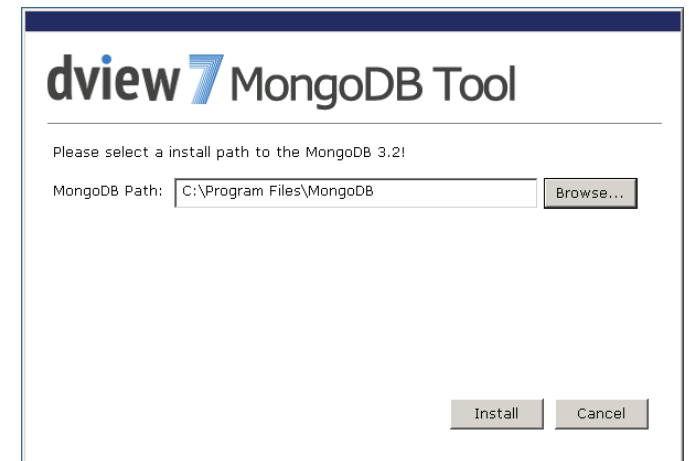 dview 7 MongoDB Tool
Please select a install path to the MongoDB 3.2!
MongoDB Path: C:\Program Files\MongoDB Browse...
Install Cancel